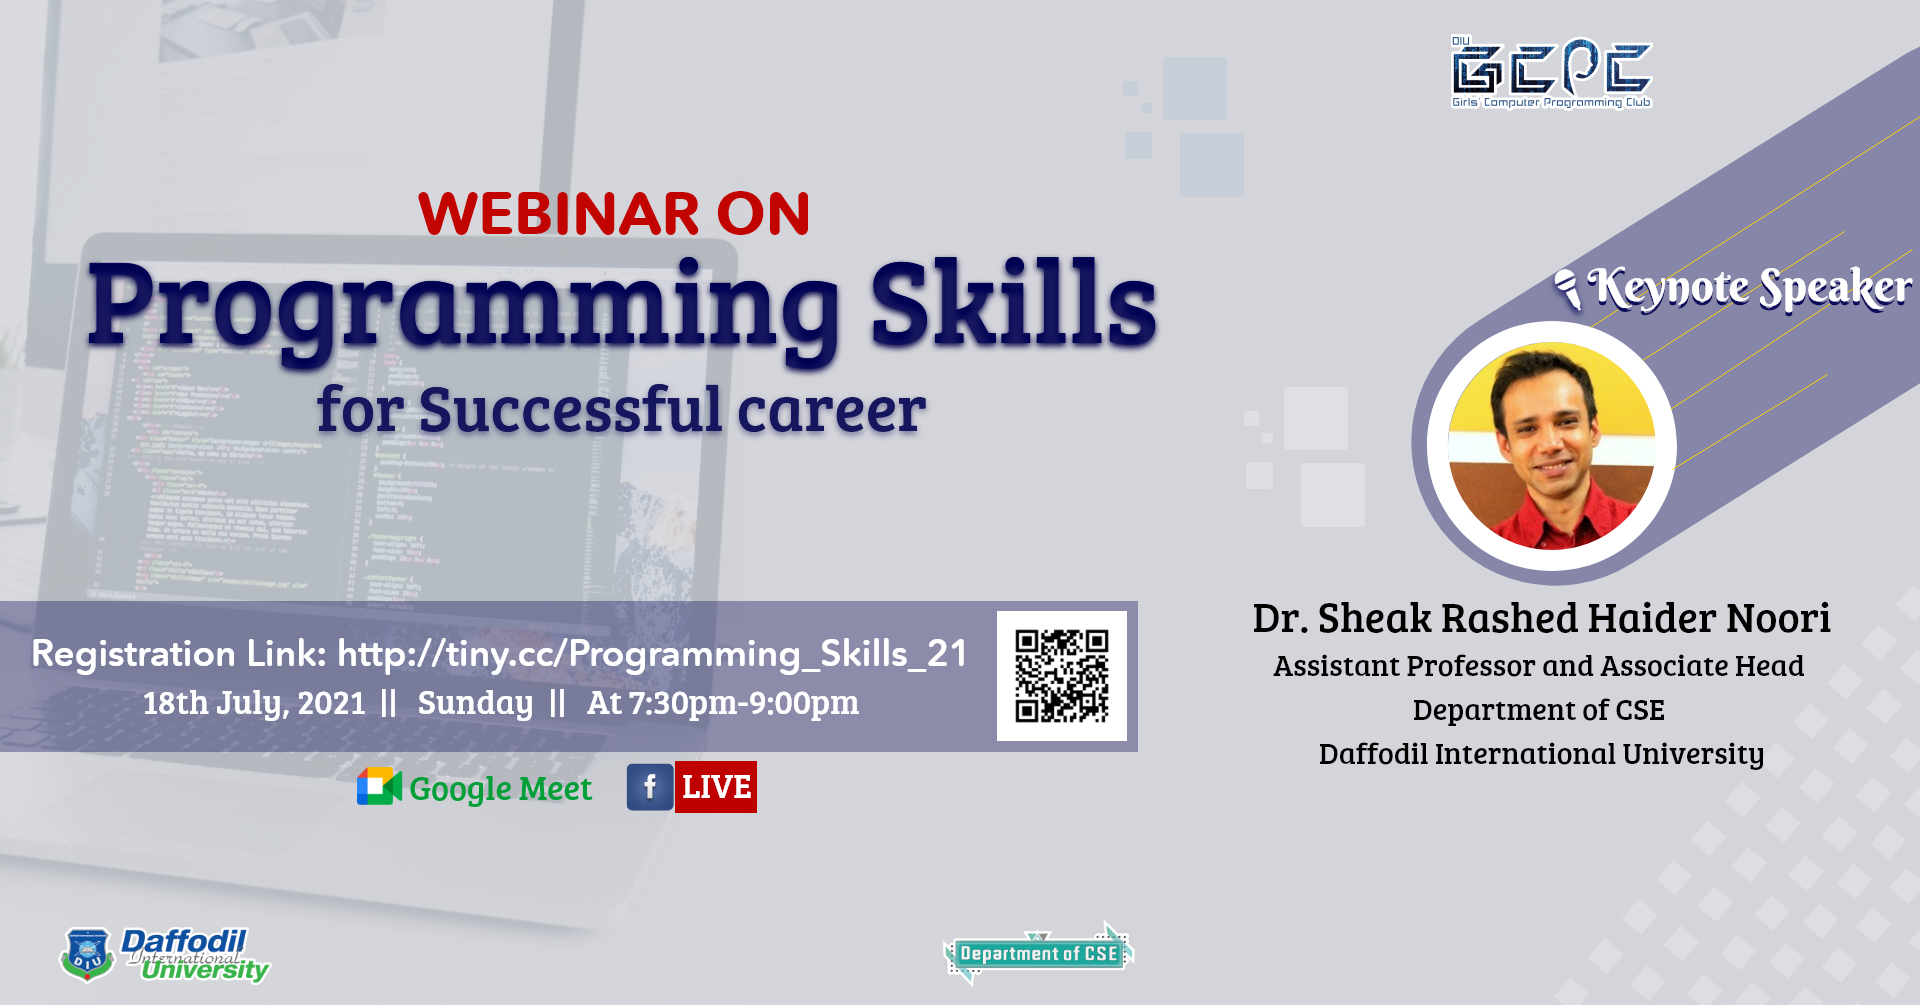 DIU
GCPC
Girls' Computer Programming Club
WEBINAR ON
Programming Skills
for Successful career
Keynote Speaker
Dr. Sheak Rashed Haider Noori
Assistant Professor and Associate Head
Department of CSE
Daffodil International University
Registration Link: http://tiny.cc/Programming_Skills_21
18th July, 2021 || Sunday || At 7:30pm-9:00pm
Google Meet
f LIVE
DIU
Daffodil
International
University
Department of CSE